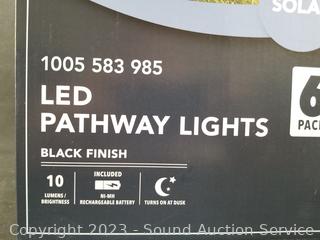 SOLA
1005 583 985
6
PACK
LED
PATHWAY LIGHTS
BLACK FINISH
10
LUMENS/
BRIGHTNESS
INCLUDED
NI-MH
RECHARGEABLE BATTERY
TURNS ON AT DUSK
Copyright 2023 - Sound Auction Service